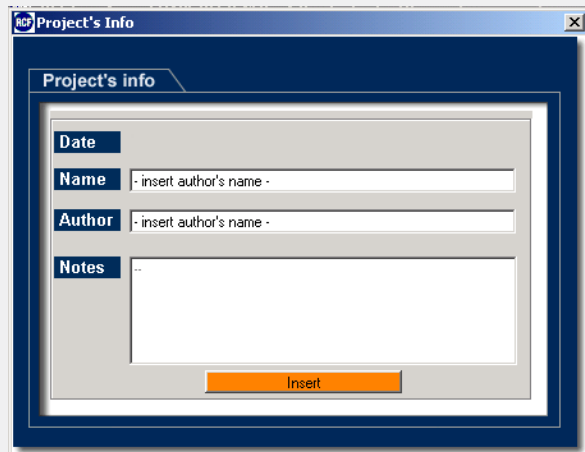 RCF Project's Info
Project's info
Date
Name - insert author's name -
Author - insert author's name -
Notes --
Insert